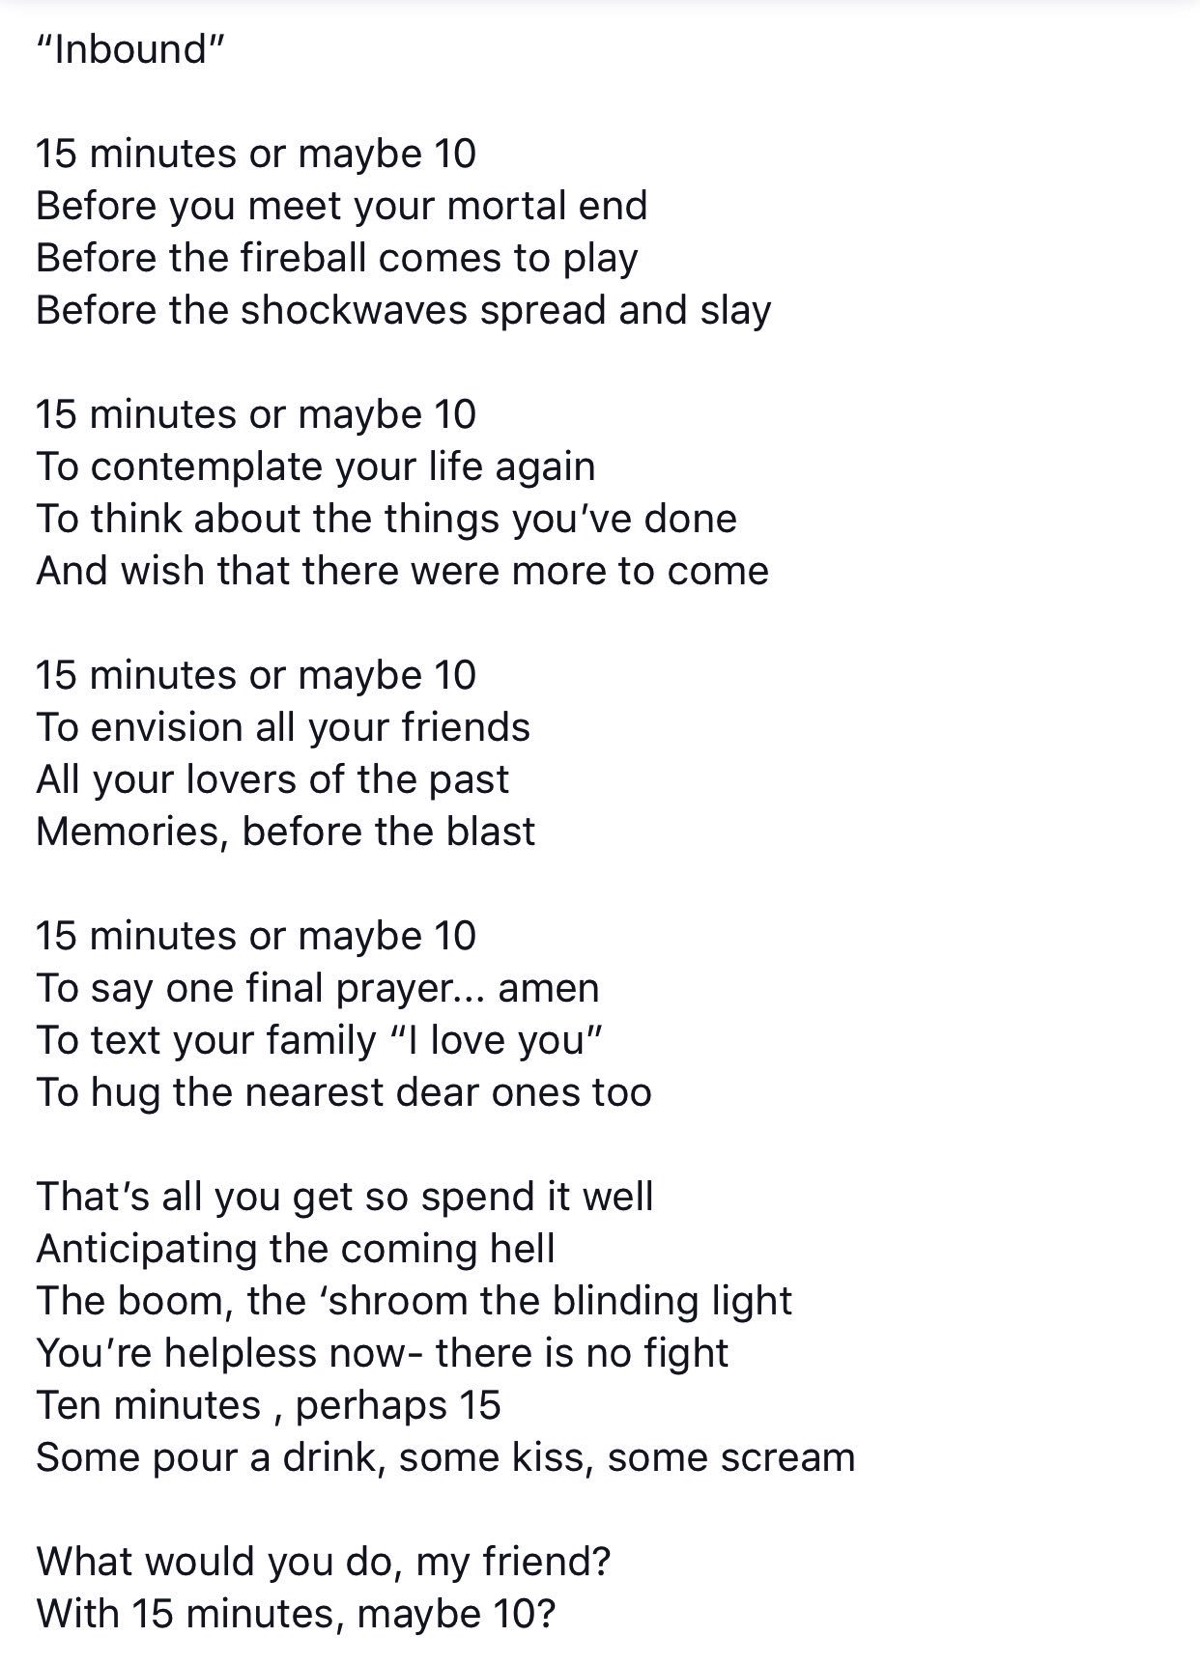 “Inbound”
15 minutes or maybe 10
Before you meet your mortal end
Before the fireball comes to play
Before the shockwaves spread and slay
15 minutes or maybe 10
To contemplate your life again
To think about the things you’ve done
And wish that there were more to come
15 minutes or maybe 10
To envision all your friends
All your lovers of the past
Memories, before the blast
15 minutes or maybe 10
To say one final prayer... amen
To text your family “I love you”
To hug the nearest dear ones too
That’s all you get so spend it well
Anticipating the coming hell
The boom, the ‘shroom the blinding light
You’re helpless now- there is no fight
Ten minutes , perhaps 15
Some pour a drink, some kiss, some scream
What would you do, my friend?
With 15 minutes, maybe 10?